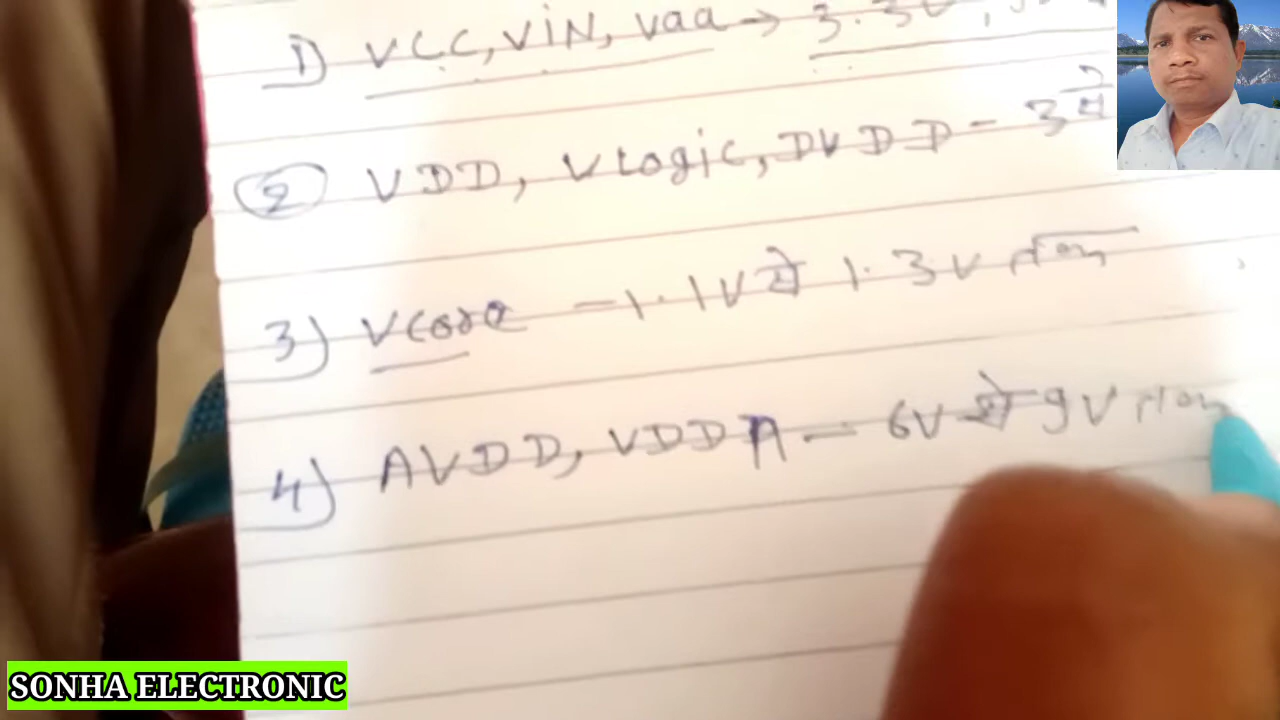 1) VCC, VIN, Vaa → 3.3V,
② VDD, VLogic, DVDD - 3 से
3) Vcore - 1.1V से 1.3V तक
4) AVDD, VDDA - 6V से 9V तक
SONHA ELECTRONIC